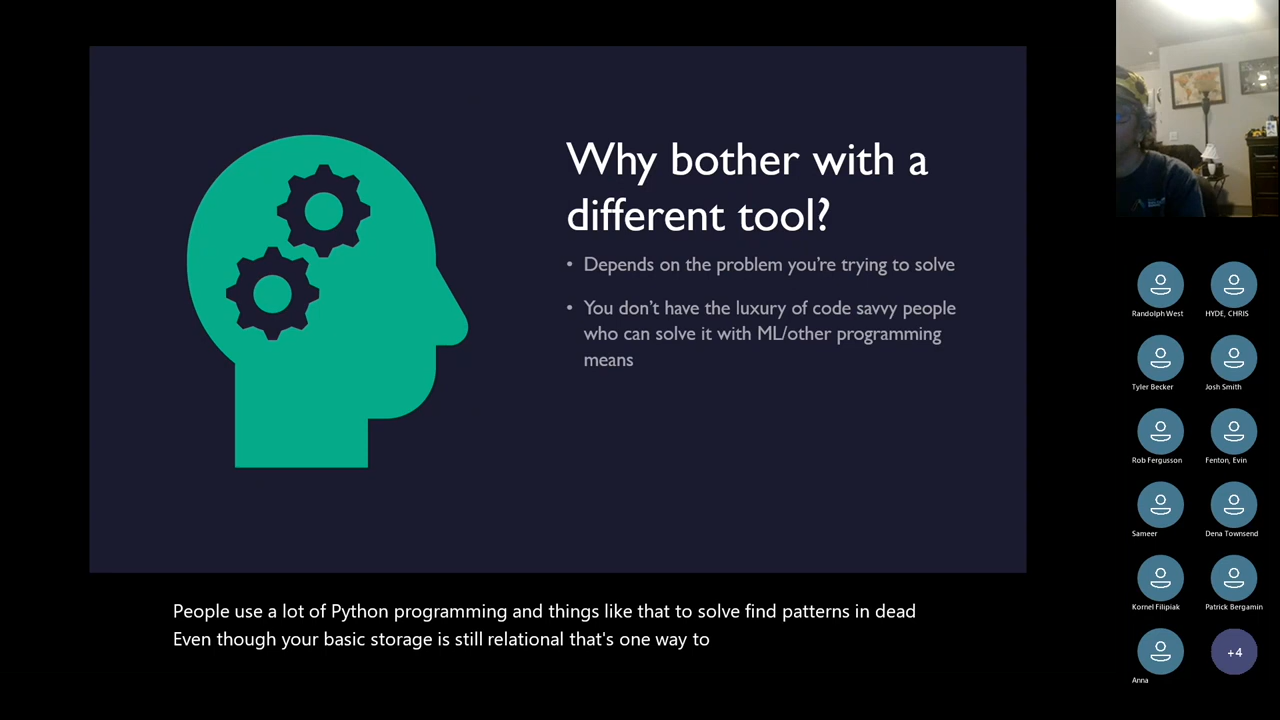 Why bother with a
different tool?
• Depends on the problem you're trying to solve
• You don't have the luxury of code savvy people
who can solve it with ML/other programming
means
People use a lot of Python programming and things like that to solve find patterns in dead
Even though your basic storage is still relational that's one way to
Randolph West
HYDE, CHRIS
Tyler Becker
Josh Smith
Rob Fergusson
Fenton, Evin
Sameer
Dena Townsend
Kornel Filipiak
Patrick Bergamin
Anna
+4